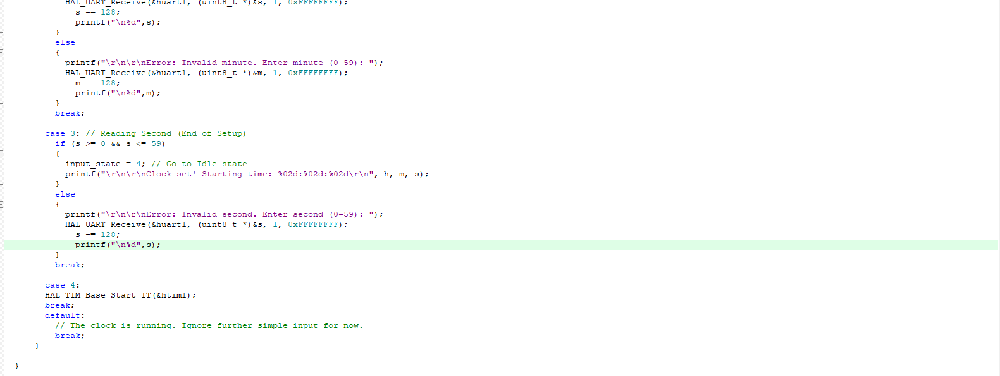 HAL_UART_Receive(&huart1, (uint8_t *)&s, 1, 0xFFFFFFFF);
s -= 128;
printf("\n%d",s);
}
else
{
printf("\r\n\r\nError: Invalid minute. Enter minute (0-59): ");
HAL_UART_Receive(&huart1, (uint8_t *)&m, 1, 0xFFFFFFFF);
m -= 128;
printf("\n%d",m);
}
break;
case 3: // Reading Second (End of Setup)
if (s >= 0 && s <= 59)
{
input_state = 4; // Go to Idle state
printf("\r\n\r\nClock set! Starting time: %02d:%02d:%02d\r\n", h, m, s);
}
else
{
printf("\r\n\r\nError: Invalid second. Enter second (0-59): ");
HAL_UART_Receive(&huart1, (uint8_t *)&s, 1, 0xFFFFFFFF);
s -= 128;
printf("\n%d",s);
}
break;
case 4:
HAL_TIM_Base_Start_IT(&htim1);
break;
default:
// The clock is running. Ignore further simple input for now.
break;
}
}